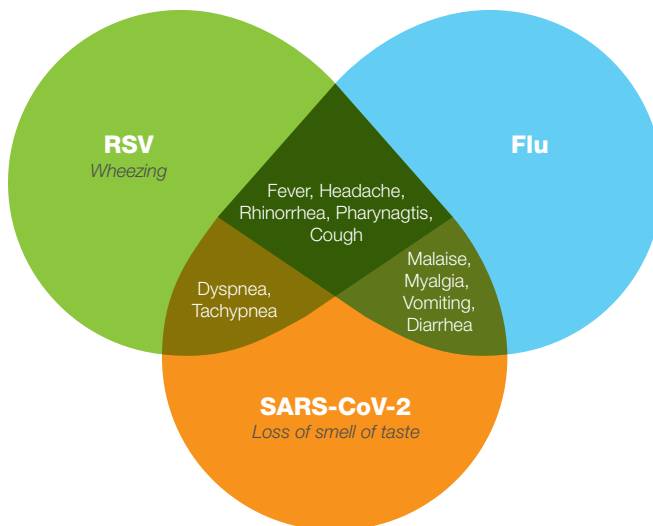 RSV
Wheezing
Flu
Fever, Headache,
Rhinorrhea, Pharynagtis,
Cough
Dyspnea,
Tachypnea
Malaise,
Myalgia,
Vomiting,
Diarrhea
SARS-CoV-2
Loss of smell of taste